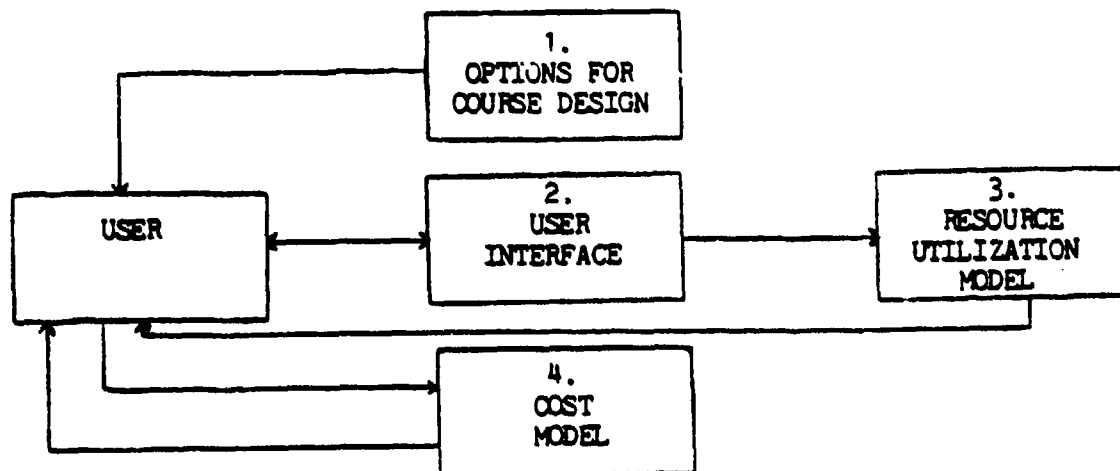 1.
OPTIONS FOR
COURSE DESIGN
USER
2.
USER
INTERFACE
3.
RESOURCE
UTILIZATION
MODEL
4.
COST
MODEL